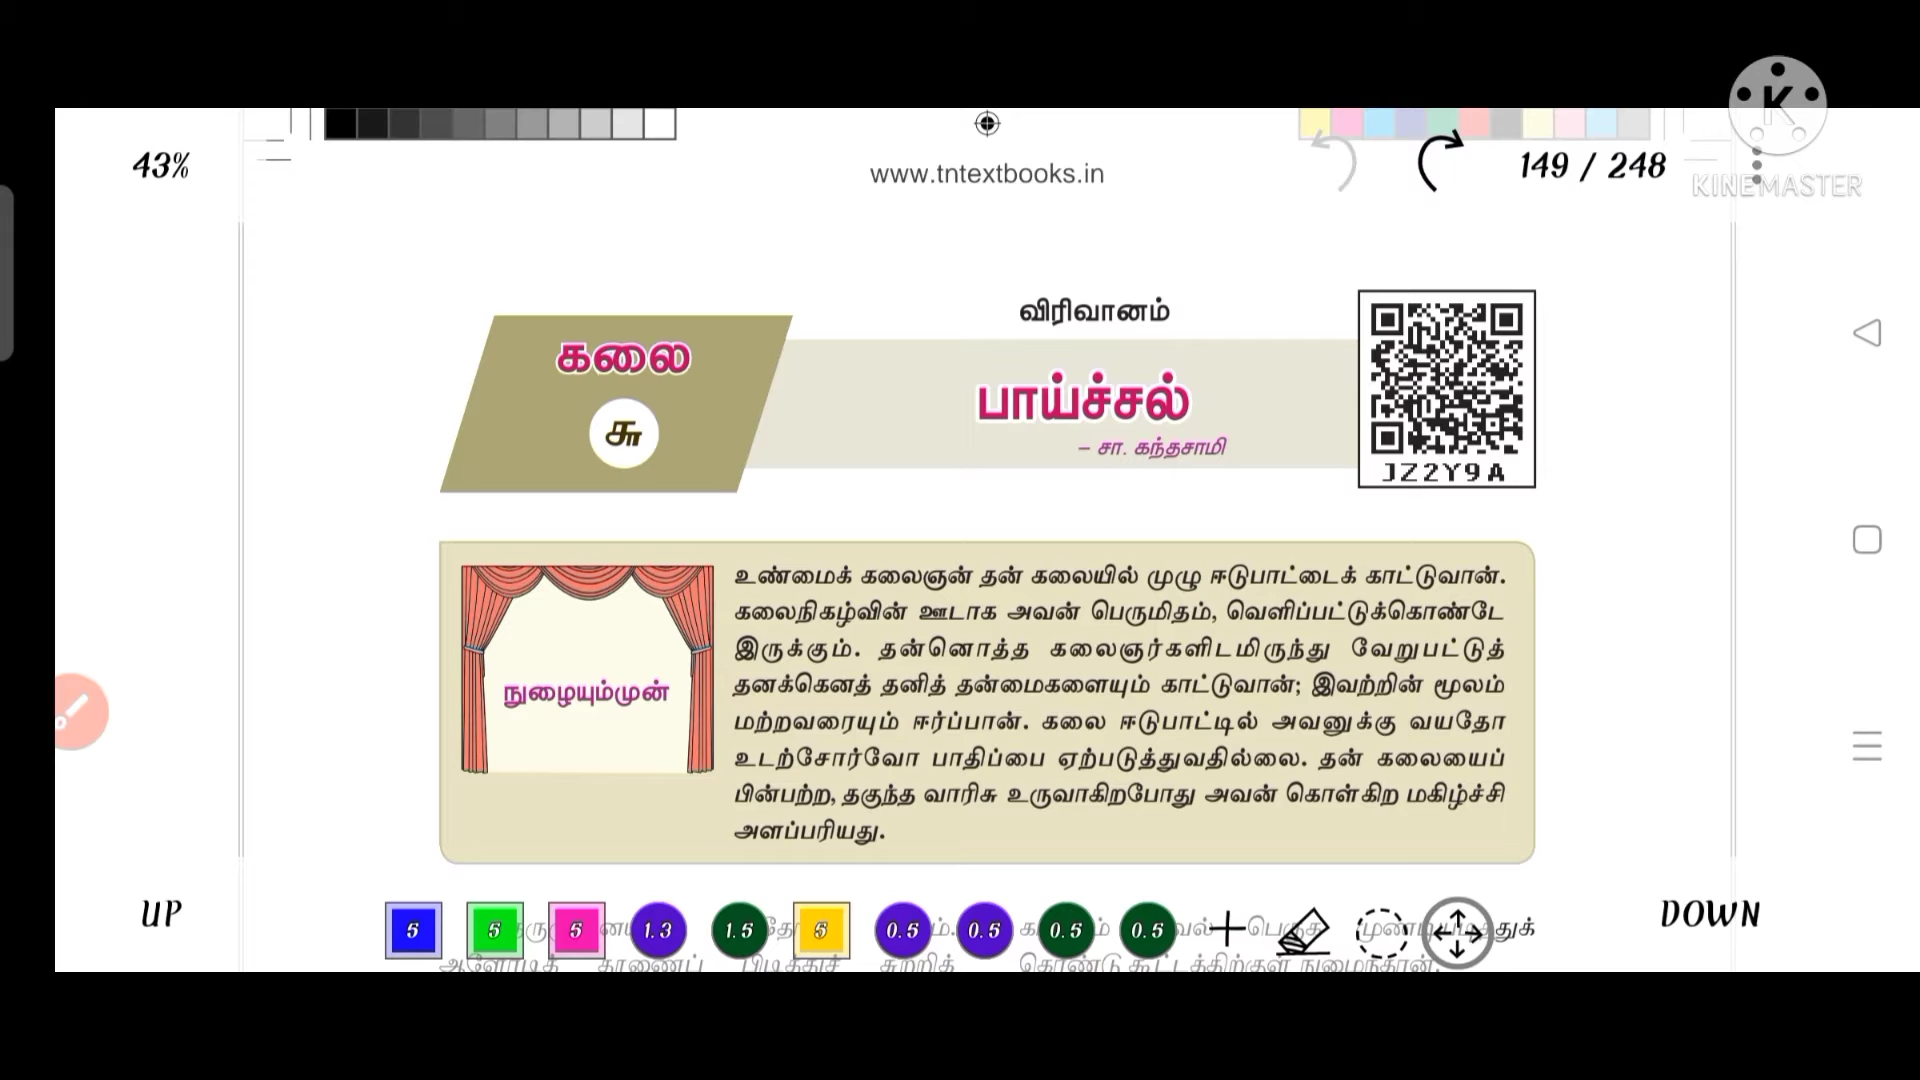 43%
www.tntextbooks.in
149 / 248
KINEMASTER
விரிவானம்
கலை
௬
பாய்ச்சல்
– சா. கந்தசாமி
JZ2Y9A
நுழையும்முன்
உண்மைக் கலைஞன் தன் கலையில் முழு ஈடுபாட்டைக் காட்டுவான்.
கலைநிகழ்வின் ஊடாக அவன் பெருமிதம், வெளிப்பட்டுக்கொண்டே
இருக்கும். தன்னொத்த கலைஞர்களிடமிருந்து வேறுபட்டுத்
தனக்கெனத் தனித் தன்மைகளையும் காட்டுவான்; இவற்றின் மூலம்
மற்றவரையும் ஈர்ப்பான். கலை ஈடுபாட்டில் அவனுக்கு வயதோ
உடற்சோர்வோ பாதிப்பை ஏற்படுத்துவதில்லை. தன் கலையைப்
பின்பற்ற, தகுந்த வாரிசு உருவாகிறபோது அவன் கொள்கிற மகிழ்ச்சி
அளப்பரியது.
UP
5 5 5 1.3 1.5 5 0.5 0.5 0.5 0.5
DOWN
பிடித்துச் சுற்றிக் கொண்டு கூட்டத்திற்குள் நுழைந்தான்.